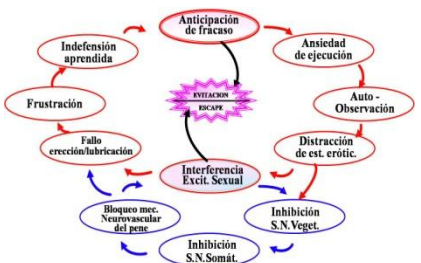 Anticipación
de fracaso
Indefensión
aprendida
Ansiedad
de ejecución
EVITACION
ESCAPE
Frustración
Auto -
Observación
Fallo
erección/lubricación
Distracción
de est. erótic.
Interferencia
Excit. Sexual
Bloqueo mec.
Neurovascular
del pene
Inhibición
S.N.Veget.
Inhibición
S.N.Somát.